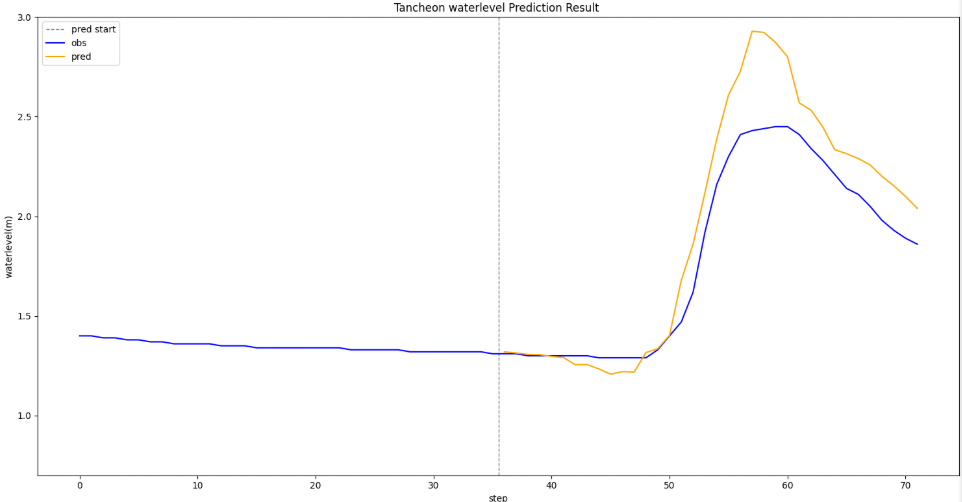 Tancheon waterlevel Prediction Result
pred start
obs
pred
waterlevel(m)
3.0
2.5
2.0
1.5
1.0
0
10
20
30
40
50
60
70
step